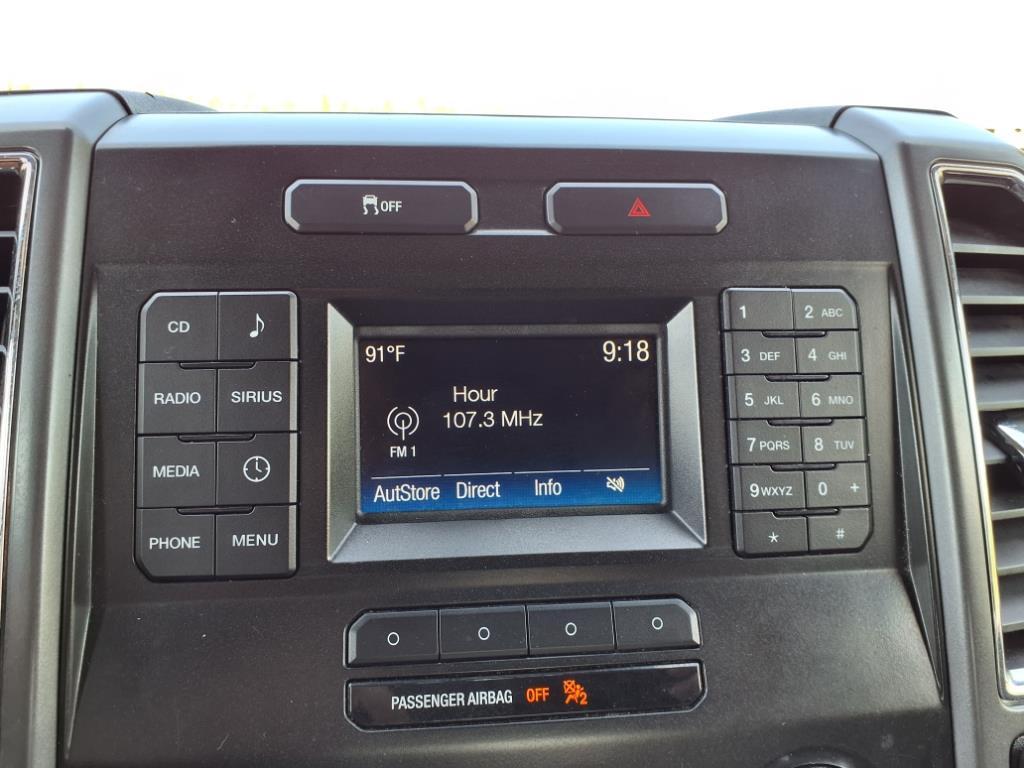 OFF
CD
RADIO SIRIUS
MEDIA
PHONE MENU
91°F 9:18
Hour
107.3 MHz
FM 1
AutStore Direct Info
1 2 ABC
3 DEF 4 GHI
5 JKL 6 MNO
7 PQRS 8 TUV
9 WXYZ 0 +
* #
PASSENGER AIRBAG OFF 2